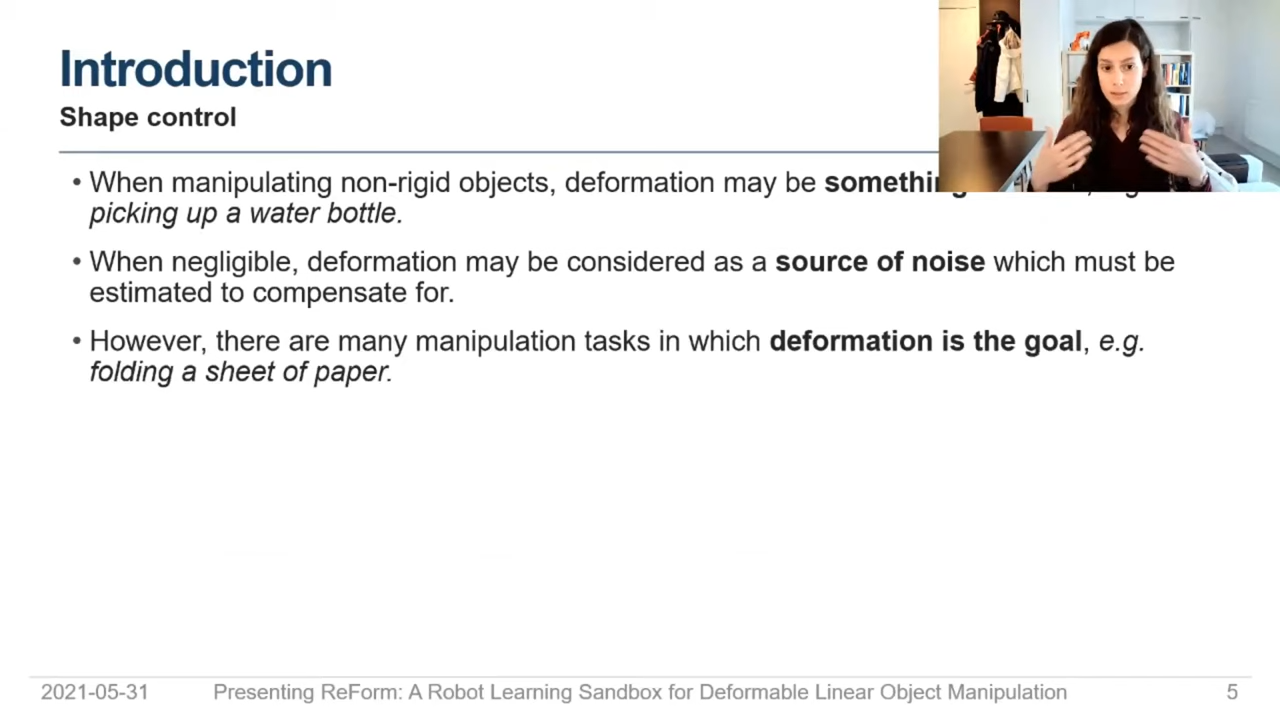 Introduction
Shape control
• When manipulating non-rigid objects, deformation may be something
picking up a water bottle.
• When negligible, deformation may be considered as a source of noise which must be
estimated to compensate for.
• However, there are many manipulation tasks in which deformation is the goal, e.g.
folding a sheet of paper.
2021-05-31 Presenting ReForm: A Robot Learning Sandbox for Deformable Linear Object Manipulation 5